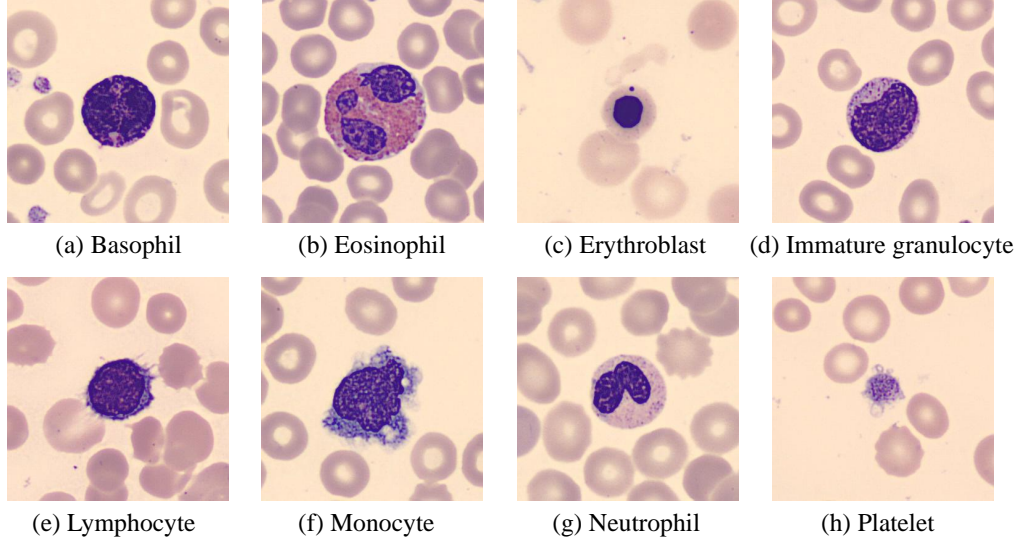 (a) Basophil
(b) Eosinophil
(c) Erythroblast
(d) Immature granulocyte
(e) Lymphocyte
(f) Monocyte
(g) Neutrophil
(h) Platelet